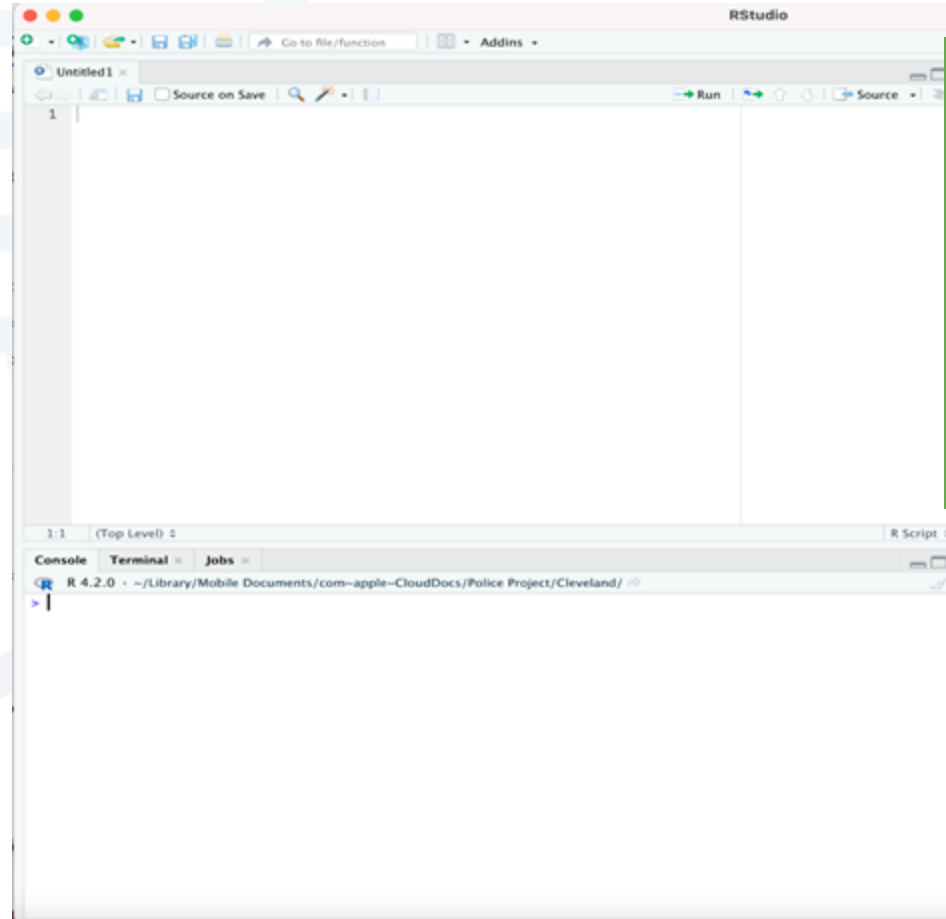 RStudio
Go to file/function Addins
Untitled1
Source on Save Run Source
1
1:1 (Top Level) R Script
Console Terminal Jobs
R 4.2.0 · ~/Library/Mobile Documents/com~apple~CloudDocs/Police Project/Cleveland/
>